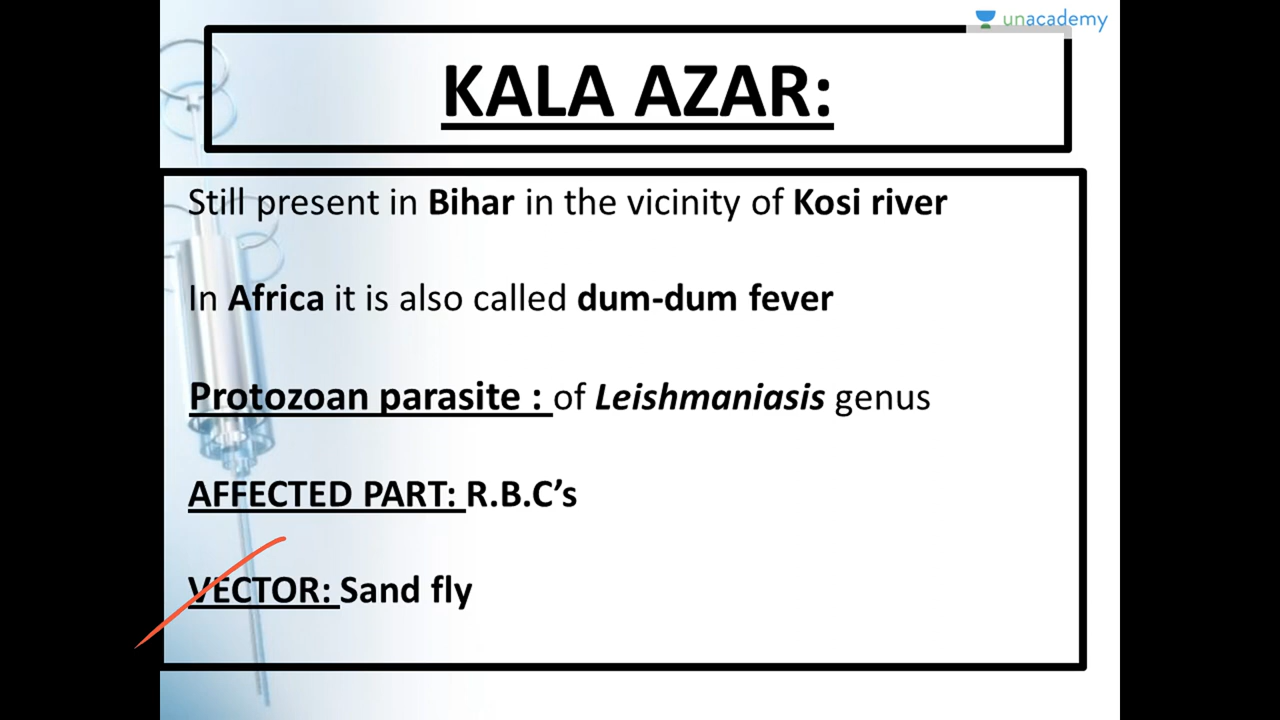 unacademy
KALA AZAR:
Still present in Bihar in the vicinity of Kosi river
In Africa it is also called dum-dum fever
Protozoan parasite : of Leishmaniasis genus
AFFECTED PART: R.B.C’s
VECTOR: Sand fly